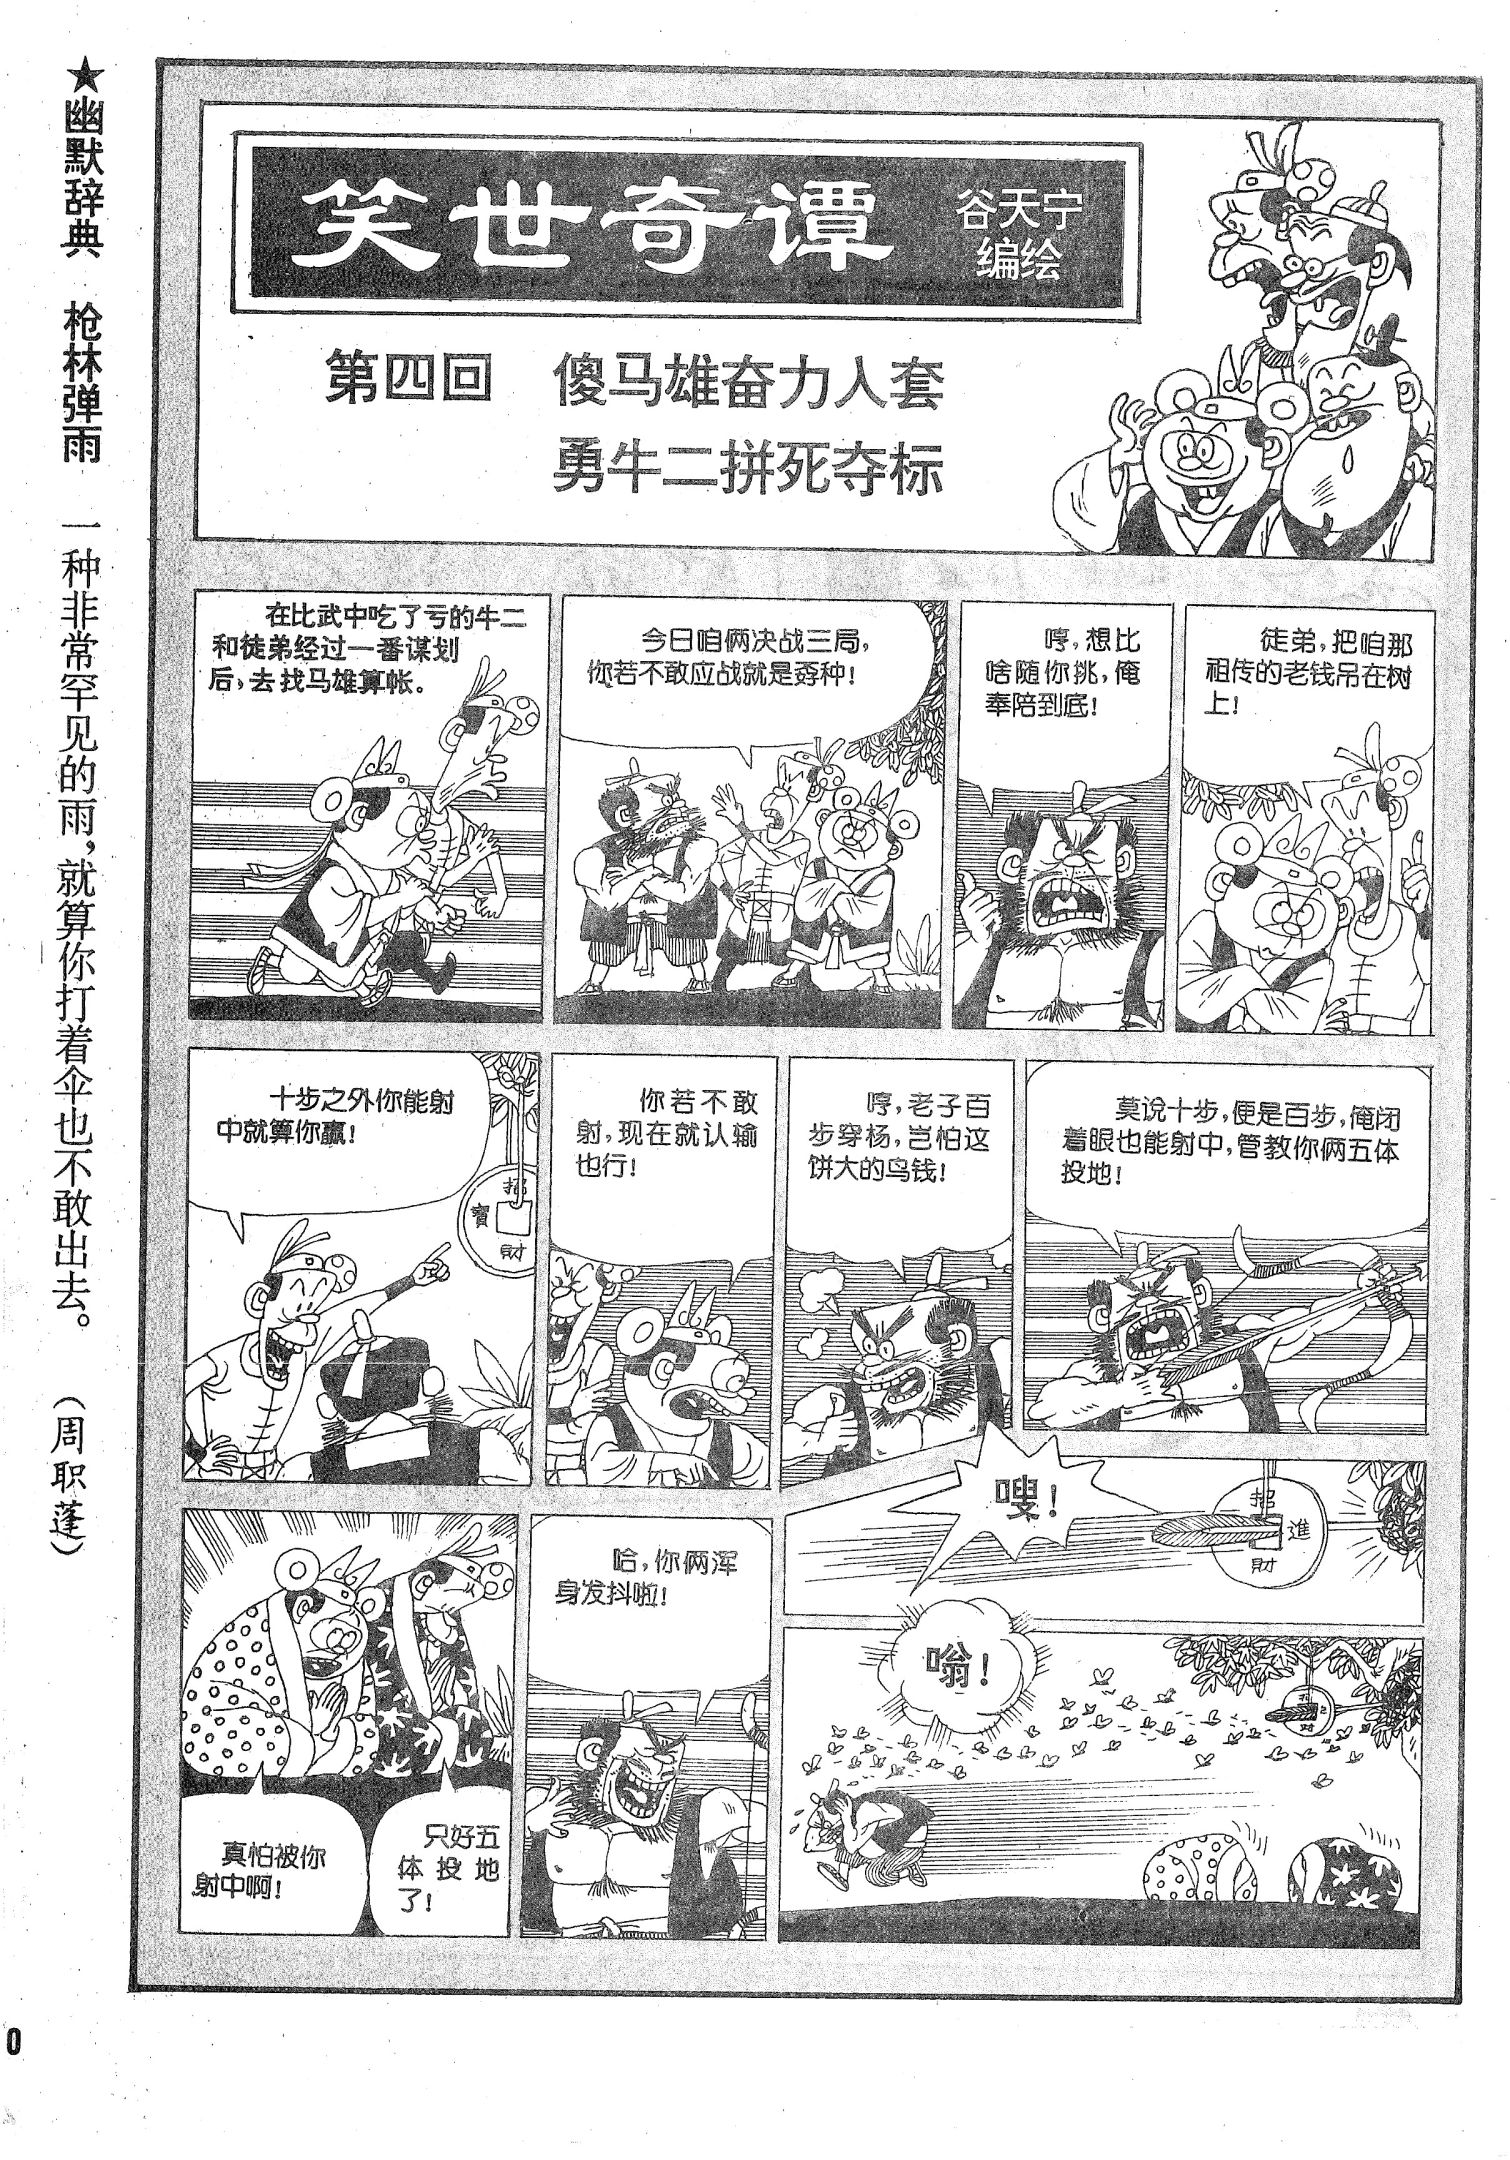 ★幽默辞典 枪林弹雨 一种非常罕见的雨，就算你打着伞也不敢出去。（周职蓬）
笑世奇谭
谷天宁
编绘
第四回 傻马雄奋力入套
勇牛二拼死夺标
在比武中吃了亏的牛二
和徒弟经过一番谋划
后，去找马雄算帐。
今日咱俩决战三局，
你若不敢应战就是孬种！
哼，想比
啥随你挑，俺
奉陪到底！
徒弟，把咱那
祖传的老钱吊在树
上！
十步之外你能射
中就算你赢！
招
寶
財
你若不敢
射，现在就认输
也行！
哼，老子百
步穿杨，岂怕这
饼大的鸟钱！
莫说十步，便是百步，俺闭
着眼也能射中，管教你俩五体
投地！
嗖！
招
進
財
嗡！
招
財
哈，你俩浑
身发抖啦！
真怕被你
射中啊！
只好五
体投地
了！
0